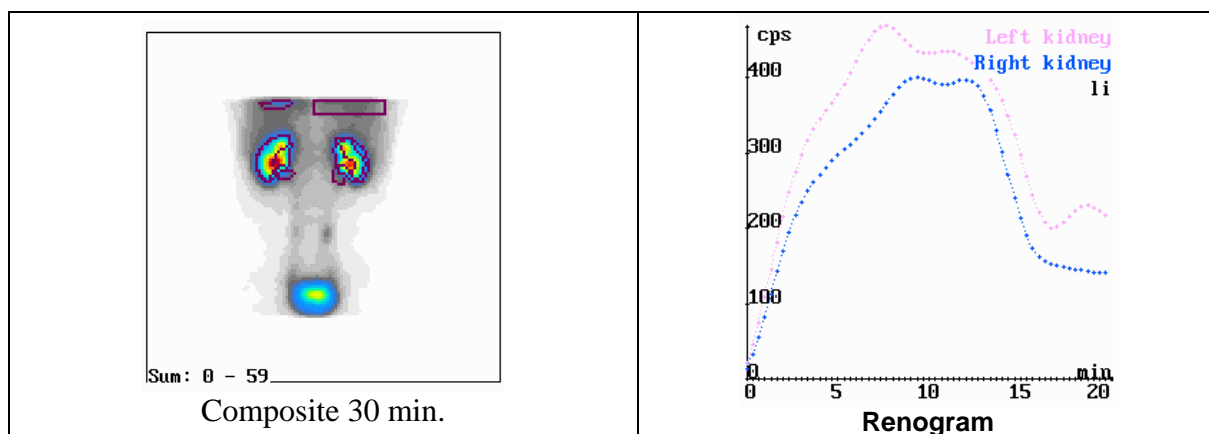 Sum: 0 - 59
Composite 30 min.
cps
Left kidney
Right kidney
li
400
300
200
100
0
min
0 5 10 15 20
Renogram